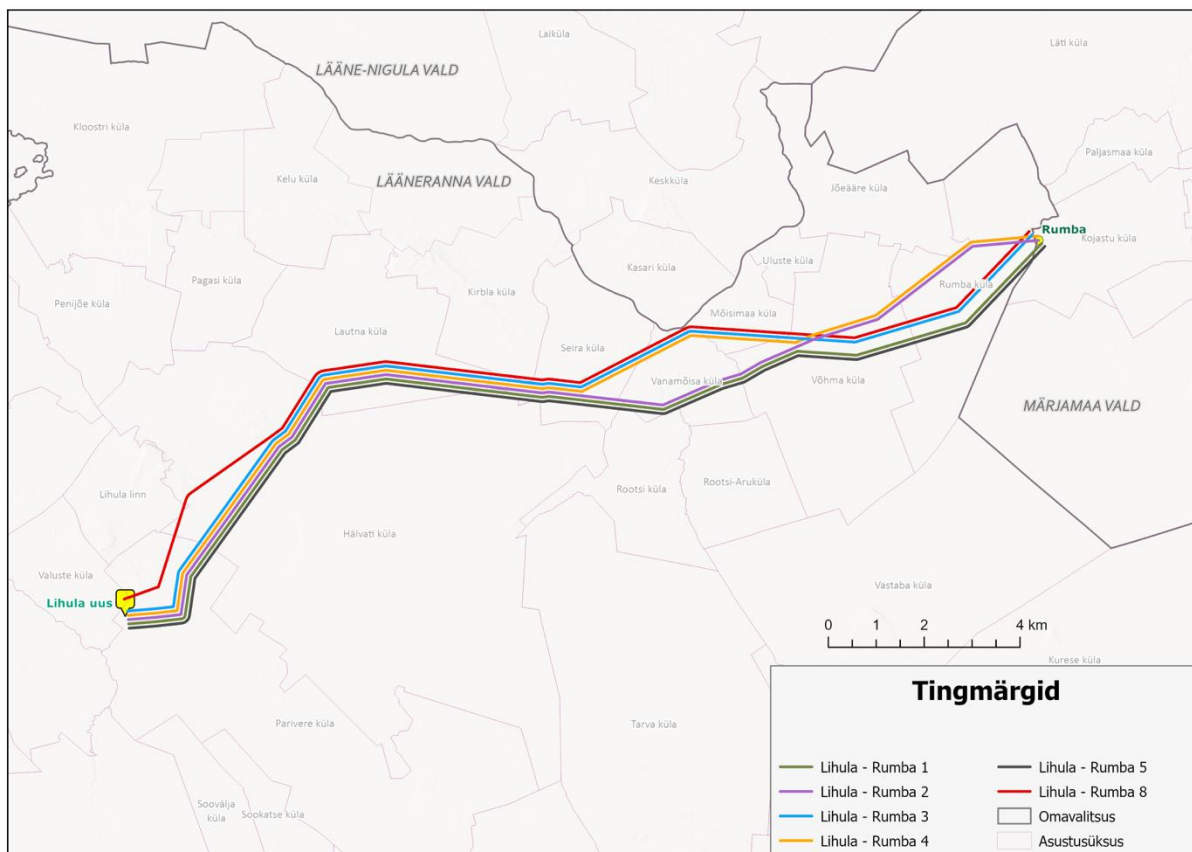 Laiküla
Läti küla
LÄÄNE-NIGULA VALD
Kloostri küla
Paljasmaa küla
Kelu küla
LÄÄNERANNA VALD
Keskküla
Jõeääre küla
Rumba
Kojastu küla
Pagasi küla
Kasari küla
Uluste küla
Penijõe küla
Kirbla küla
Rumba küla
Mõisimaa küla
Lautna küla
Seira küla
Vanamõisa küla
Võhma küla
MÄRJAMAA VALD
Lihula linn
Rootsi küla
Rootsi-Aruküla
Hälvati küla
Valuste küla
Vastaba küla
Lihula uus
0 1 2 4 km
Kurese küla
Tingmärgid
Parivere küla
Tarva küla
Lihula - Rumba 1
Lihula - Rumba 5
Lihula - Rumba 2
Lihula - Rumba 8
Soovälja
küla
Sookatse küla
Lihula - Rumba 3
Omavalitsus
Lihula - Rumba 4
Asustusüksus